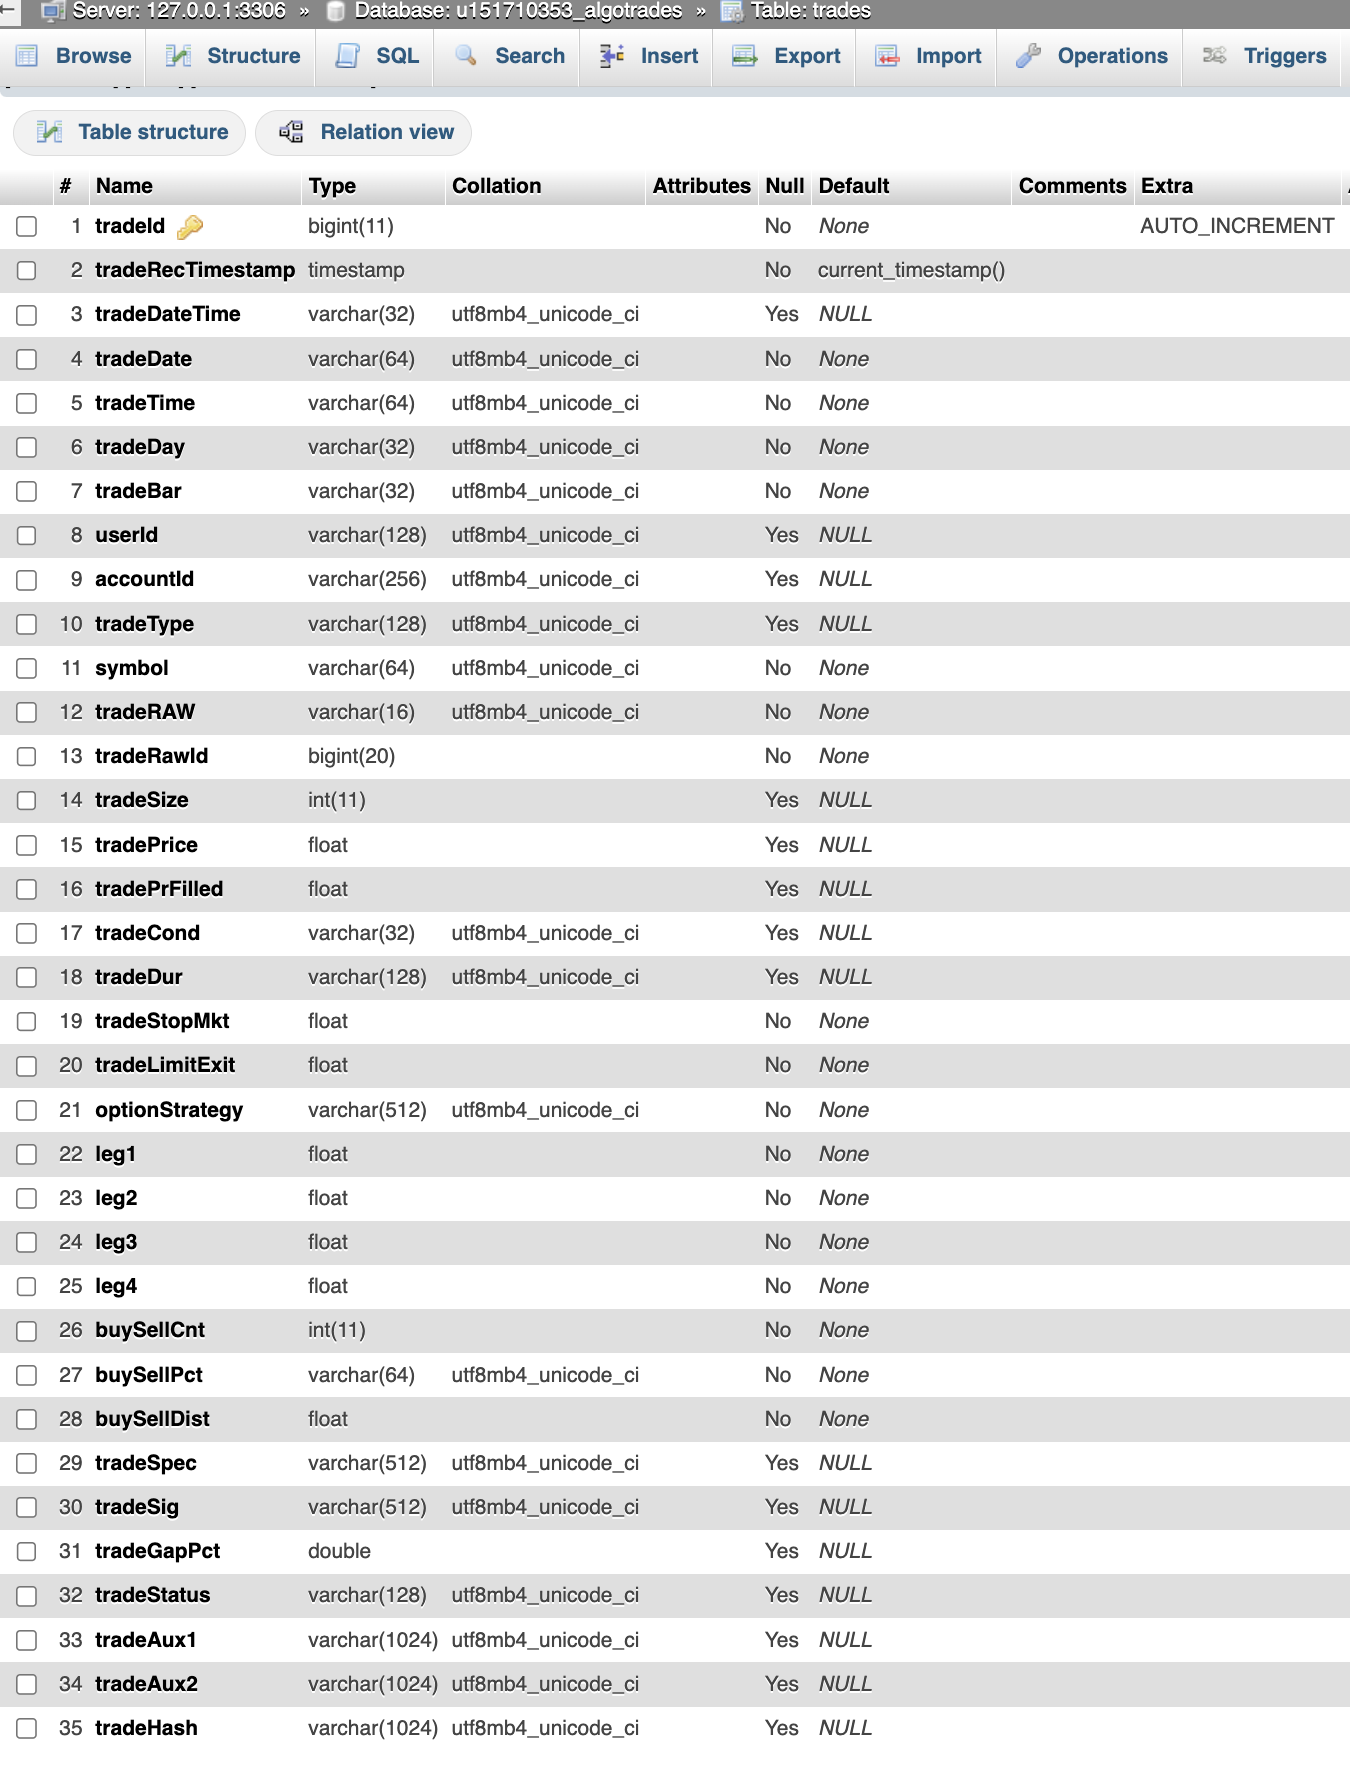 Server: 127.0.0.1:3306 » Database: u151710353_algotrades » Table: trades
Browse Structure SQL Search Insert Export Import Operations Triggers
Table structure Relation view
# Name Type Collation Attributes Null Default Comments Extra
1 tradeId bigint(11) No None AUTO_INCREMENT
2 tradeRecTimestamp timestamp No current_timestamp()
3 tradeDateTime varchar(32) utf8mb4_unicode_ci Yes NULL
4 tradeDate varchar(64) utf8mb4_unicode_ci No None
5 tradeTime varchar(64) utf8mb4_unicode_ci No None
6 tradeDay varchar(32) utf8mb4_unicode_ci No None
7 tradeBar varchar(32) utf8mb4_unicode_ci No None
8 userId varchar(128) utf8mb4_unicode_ci Yes NULL
9 accountId varchar(256) utf8mb4_unicode_ci Yes NULL
10 tradeType varchar(128) utf8mb4_unicode_ci Yes NULL
11 symbol varchar(64) utf8mb4_unicode_ci No None
12 tradeRAW varchar(16) utf8mb4_unicode_ci No None
13 tradeRawId bigint(20) No None
14 tradeSize int(11) Yes NULL
15 tradePrice float Yes NULL
16 tradePrFilled float Yes NULL
17 tradeCond varchar(32) utf8mb4_unicode_ci Yes NULL
18 tradeDur varchar(128) utf8mb4_unicode_ci Yes NULL
19 tradeStopMkt float No None
20 tradeLimitExit float No None
21 optionStrategy varchar(512) utf8mb4_unicode_ci No None
22 leg1 float No None
23 leg2 float No None
24 leg3 float No None
25 leg4 float No None
26 buySellCnt int(11) No None
27 buySellPct varchar(64) utf8mb4_unicode_ci No None
28 buySellDist float No None
29 tradeSpec varchar(512) utf8mb4_unicode_ci Yes NULL
30 tradeSig varchar(512) utf8mb4_unicode_ci Yes NULL
31 tradeGapPct double Yes NULL
32 tradeStatus varchar(128) utf8mb4_unicode_ci Yes NULL
33 tradeAux1 varchar(1024) utf8mb4_unicode_ci Yes NULL
34 tradeAux2 varchar(1024) utf8mb4_unicode_ci Yes NULL
35 tradeHash varchar(1024) utf8mb4_unicode_ci Yes NULL